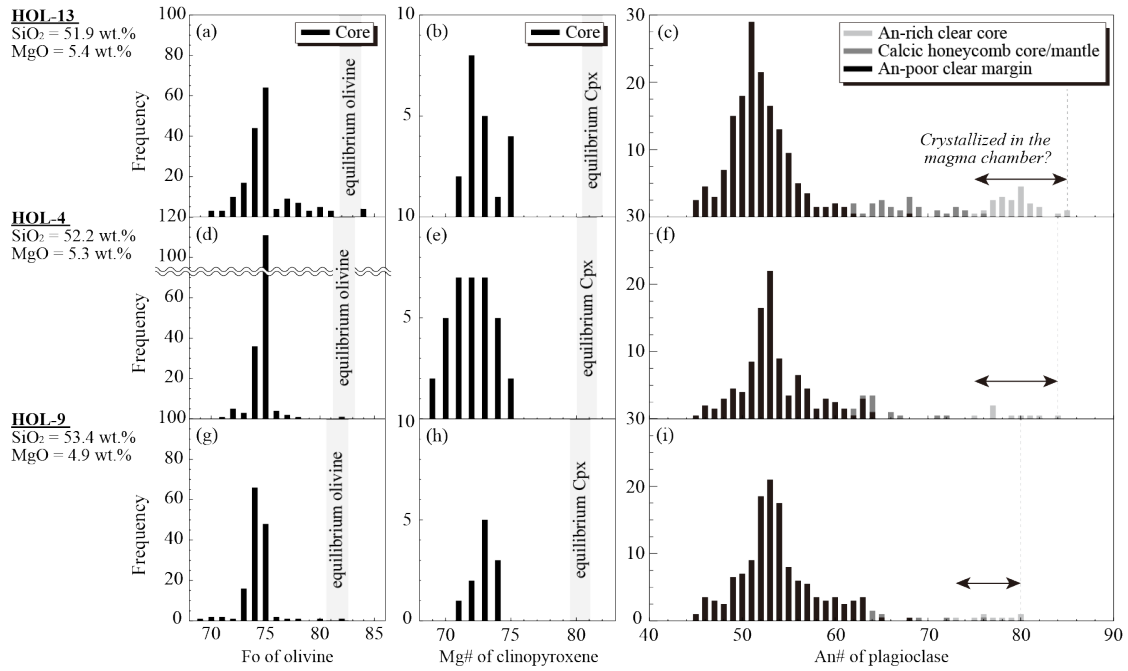 HOL-13
SiO₂ = 51.9 wt.%
MgO = 5.4 wt.%
HOL-4
SiO₂ = 52.2 wt.%
MgO = 5.3 wt.%
HOL-9
SiO₂ = 53.4 wt.%
MgO = 4.9 wt.%
Frequency
100
80
60
40
20
(a)
Core
equilibrium olivine
10
5
(b)
Core
equilibrium Cpx
30
20
10
(c)
An-rich clear core
Calcic honeycomb core/mantle
An-poor clear margin
Crystallized in the
magma chamber?
Frequency
120
100
60
40
20
(d)
equilibrium olivine
10
5
(e)
equilibrium Cpx
30
20
10
(f)
Frequency
100
80
60
40
20
0
(g)
equilibrium olivine
70 75 80 85
Fo of olivine
10
5
0
(h)
equilibrium Cpx
70 75 80
Mg# of clinopyroxene
30
20
10
0
(i)
40 50 60 70 80 90
An# of plagioclase